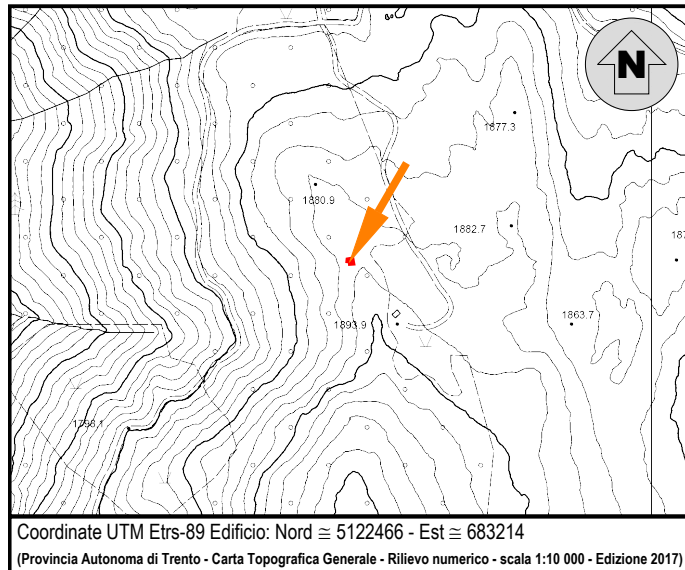 N
1877.3
1880.9
1882.7
187
1893.9
1863.7
1798.1
Coordinate UTM Etrs-89 Edificio: Nord ≅ 5122466 - Est ≅ 683214
(Provincia Autonoma di Trento - Carta Topografica Generale - Rilievo numerico - scala 1:10 000 - Edizione 2017)